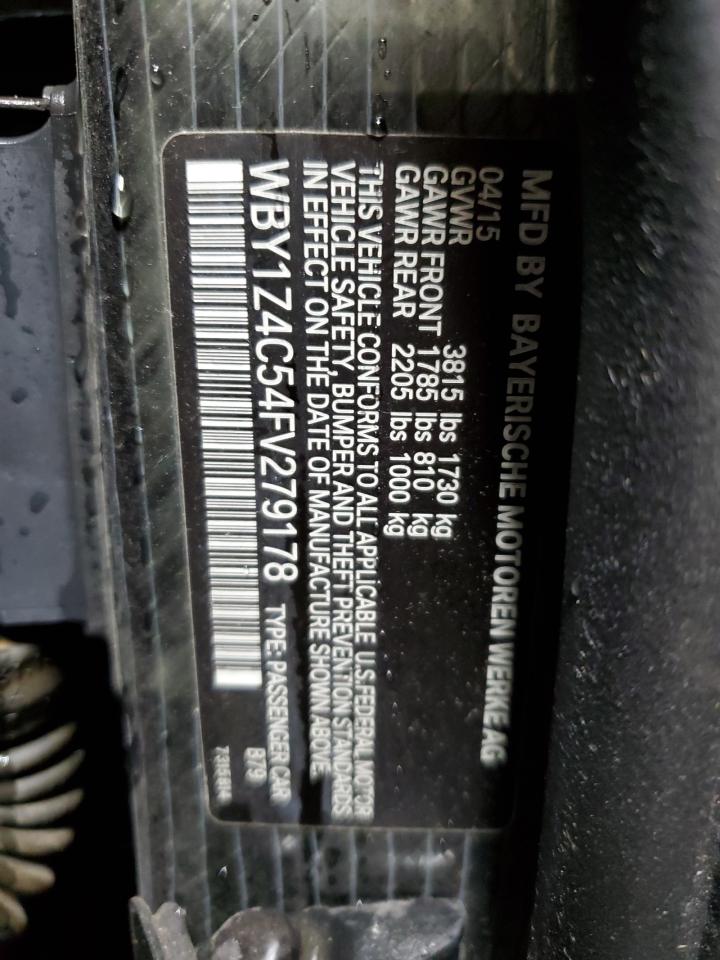 MFD BY BAYERISCHE MOTOREN WERKE AG
04/15
GVWR 3815 lbs 1730 kg
GAWR FRONT 1785 lbs 810 kg
GAWR REAR 2205 lbs 1000 kg
THIS VEHICLE CONFORMS TO ALL APPLICABLE U.S.FEDERAL MOTOR
VEHICLE SAFETY, BUMPER AND THEFT PREVENTION STANDARDS
IN EFFECT ON THE DATE OF MANUFACTURE SHOWN ABOVE.
WBY1Z4C54FV279178 TYPE: PASSENGER CAR
B79